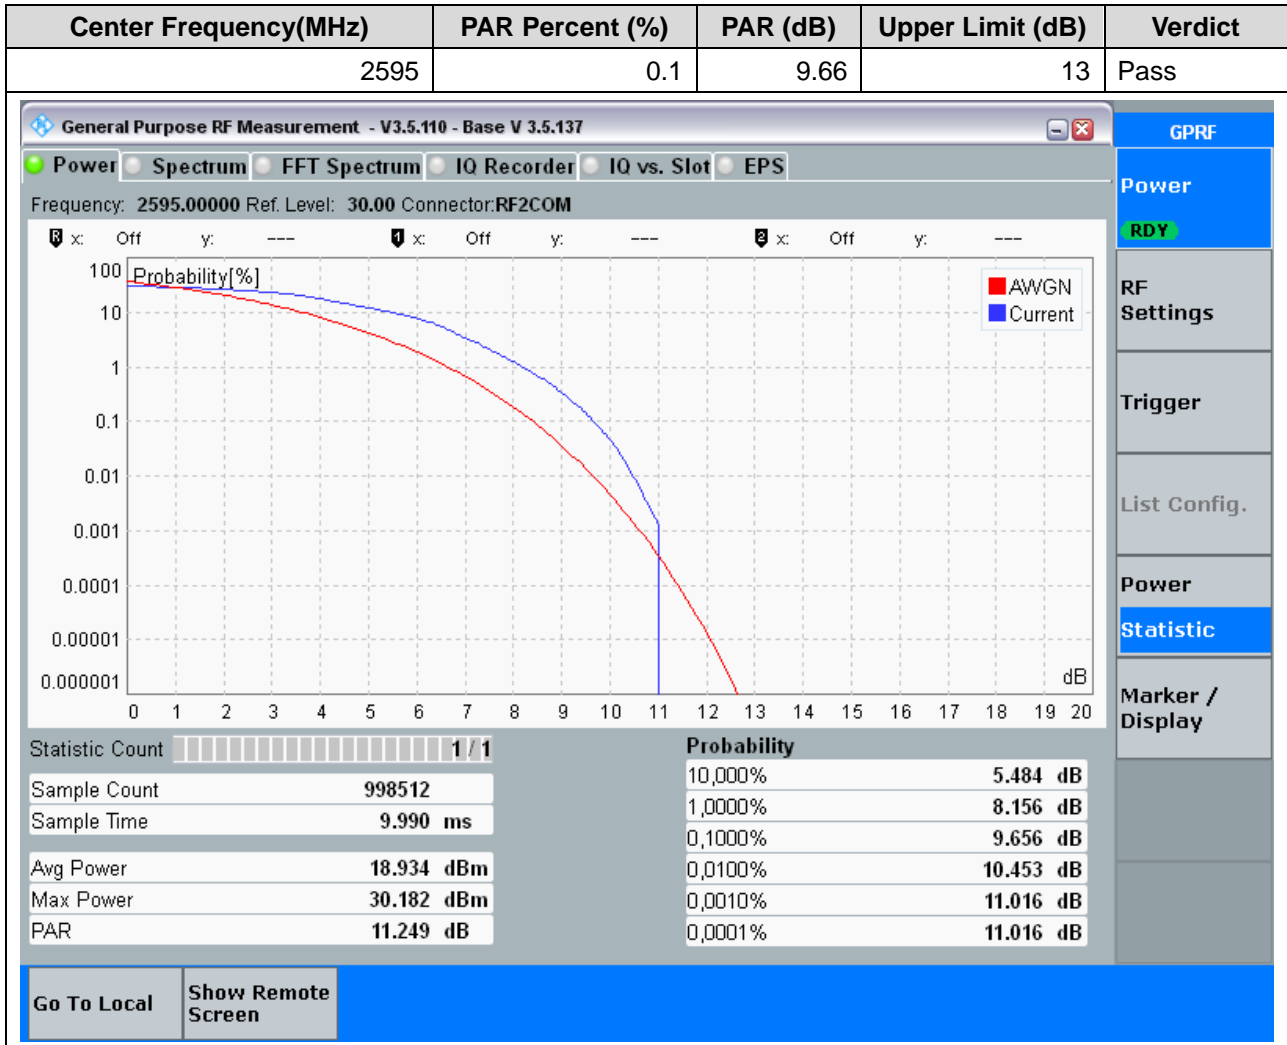 Center Frequency(MHz) PAR Percent (%) PAR (dB) Upper Limit (dB) Verdict
2595 0.1 9.66 13 Pass
General Purpose RF Measurement - V3.5.110 - Base V 3.5.137
GPRF
Power Spectrum FFT Spectrum IQ Recorder IQ vs. Slot EPS
Frequency: 2595.00000 Ref. Level: 30.00 Connector:RF2COM
R x: Off y: --- 1 x: Off y: --- 2 x: Off y: ---
Power
RDY
RF
Settings
Trigger
List Config.
Power
Statistic
Marker /
Display
Probability[%]
AWGN
Current
100
10
1
0.1
0.01
0.001
0.0001
0.00001
0.000001
dB
0 1 2 3 4 5 6 7 8 9 10 11 12 13 14 15 16 17 18 19 20
Statistic Count 1 / 1
Sample Count 998512
Sample Time 9.990 ms
Avg Power 18.934 dBm
Max Power 30.182 dBm
PAR 11.249 dB
Probability
10,000% 5.484 dB
1,0000% 8.156 dB
0,1000% 9.656 dB
0,0100% 10.453 dB
0,0010% 11.016 dB
0,0001% 11.016 dB
Go To Local
Show Remote
Screen